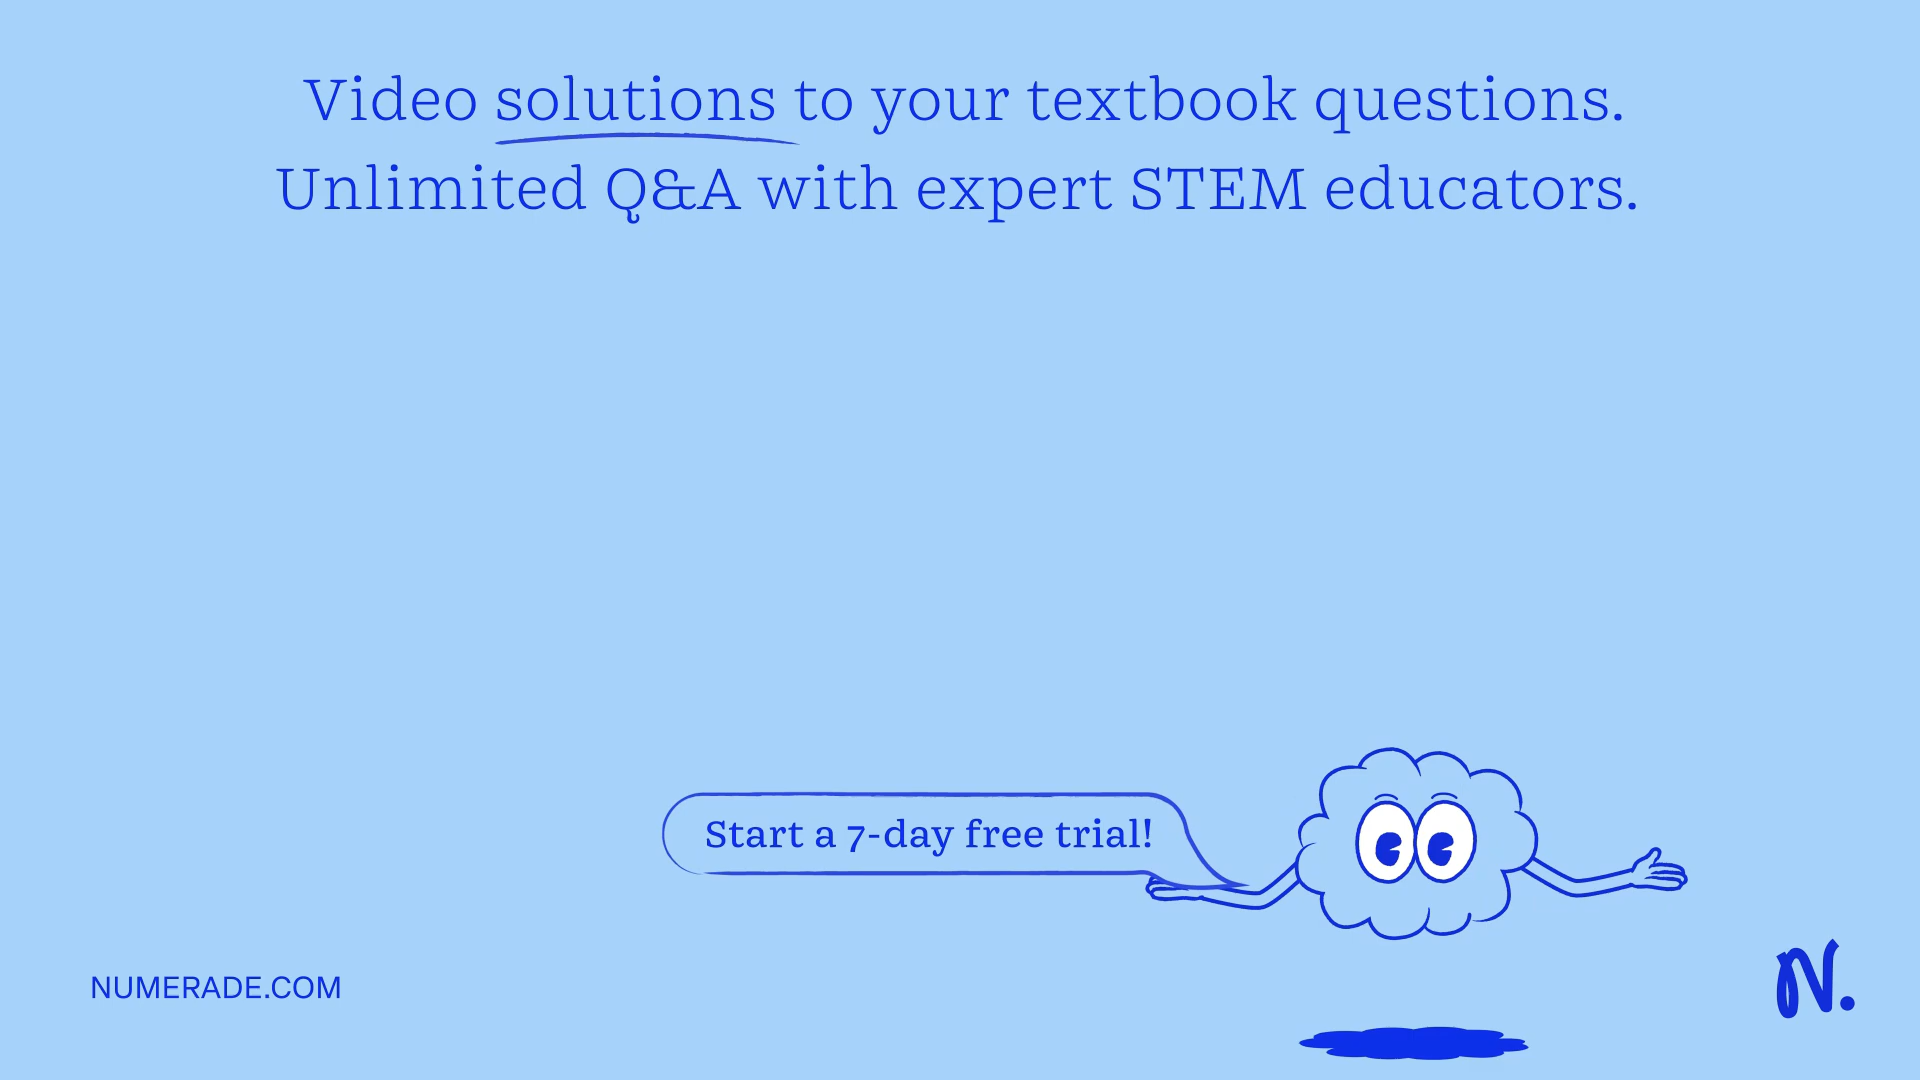 Video solutions to your textbook questions.
Unlimited Q&A with expert STEM educators.
Start a 7-day free trial!
NUMERADE.COM
N.